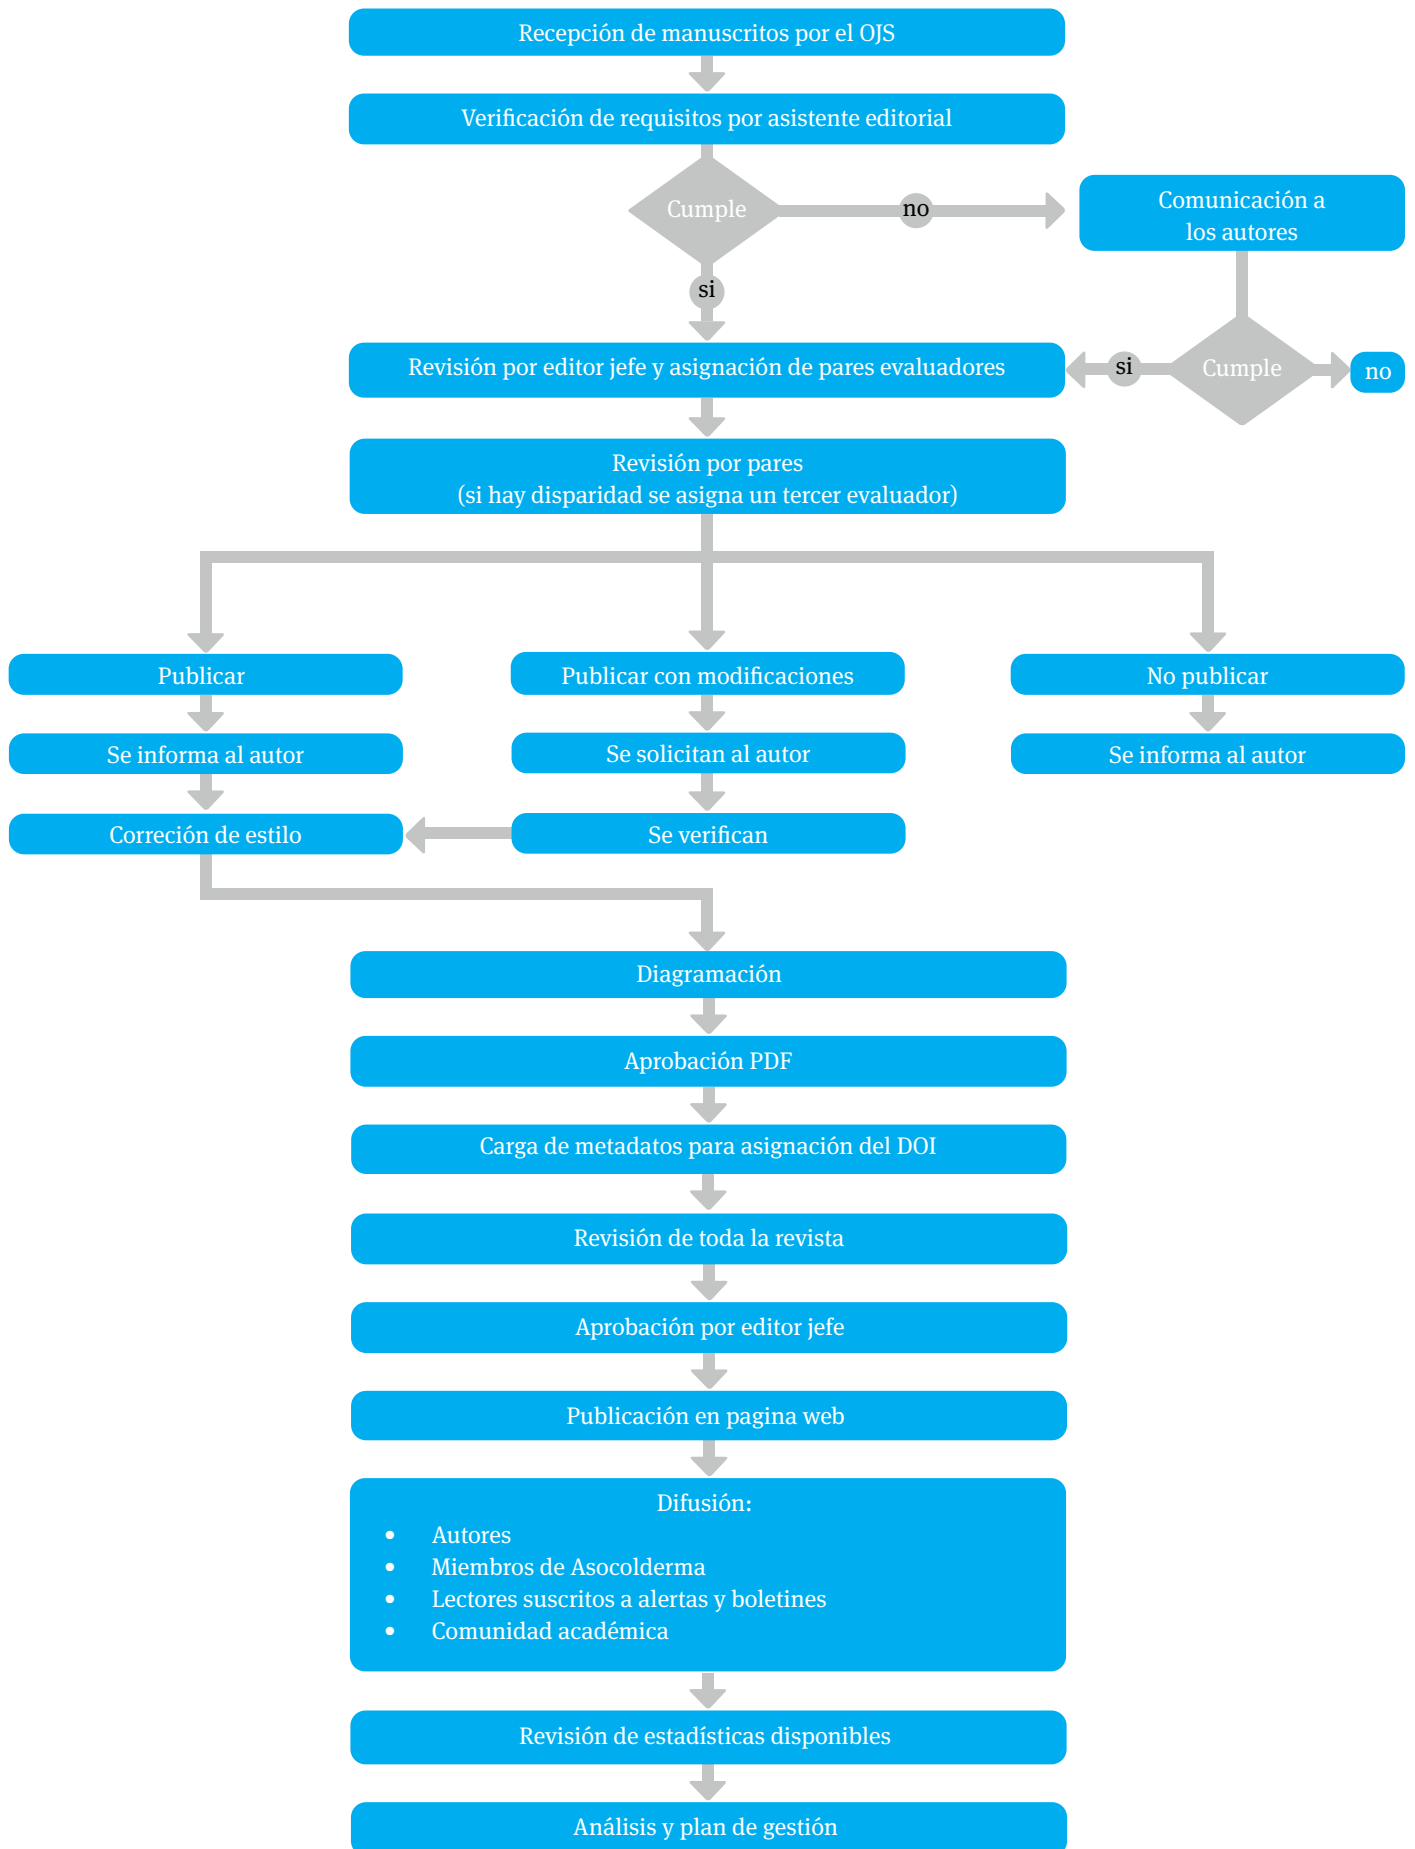 Recepción de manuscritos por el OJS
Verificación de requisitos por asistente editorial
Cumple
no
Comunicación a
los autores
si
Revisión por editor jefe y asignación de pares evaluadores
si
Cumple
no
Revisión por pares
(si hay disparidad se asigna un tercer evaluador)
Publicar
Publicar con modificaciones
No publicar
Se informa al autor
Se solicitan al autor
Se informa al autor
Correción de estilo
Se verifican
Diagramación
Aprobación PDF
Carga de metadatos para asignación del DOI
Revisión de toda la revista
Aprobación por editor jefe
Publicación en pagina web
Difusión:
• Autores
• Miembros de Asocolderma
• Lectores suscritos a alertas y boletines
• Comunidad académica
Revisión de estadísticas disponibles
Análisis y plan de gestión